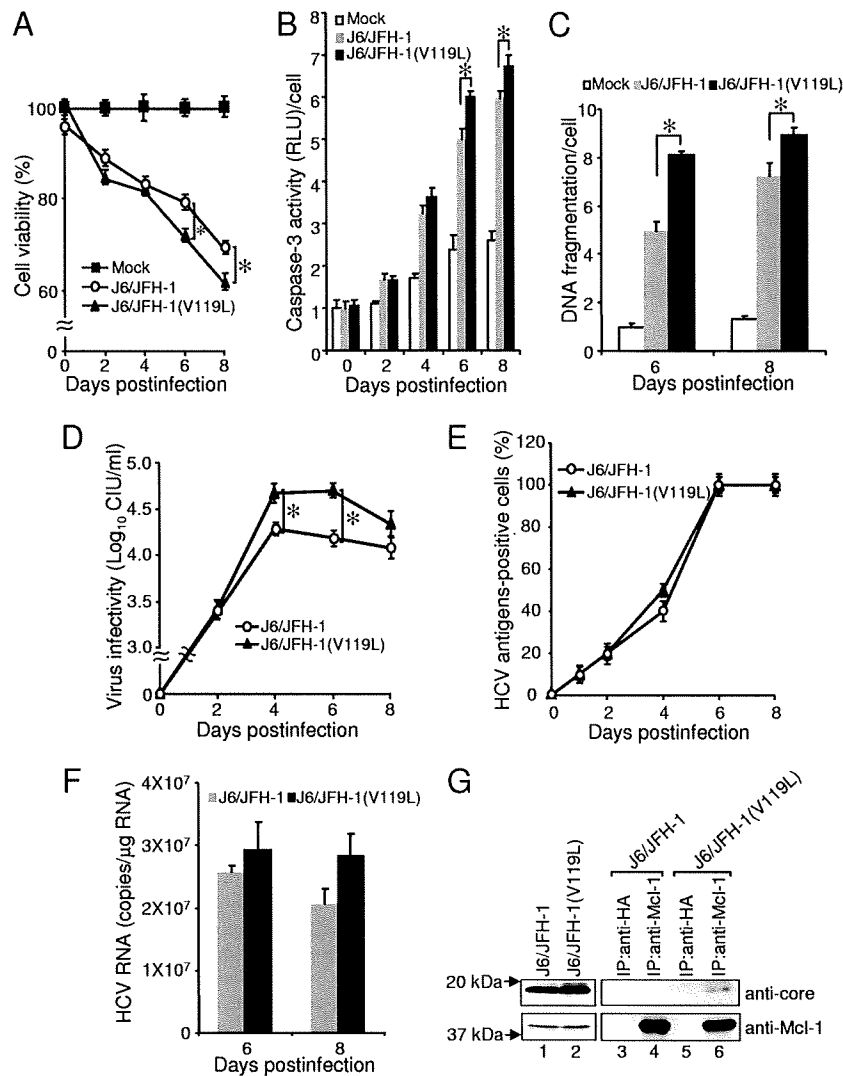 A
Cell viability (%)
100
80
60
0
Mock
J6/JFH-1
J6/JFH-1(V119L)
*
*
0 2 4 6 8
Days postinfection
B
Caspase-3 activity (RLU)/cell
8
7
6
5
4
3
2
1
0
Mock
J6/JFH-1
J6/JFH-1(V119L)
*
*
0 2 4 6 8
Days postinfection
C
Mock J6/JFH-1 J6/JFH-1(V119L)
DNA fragmentation/cell
10
8
6
4
2
0
*
*
6 8
Days postinfection
D
Virus infectivity (Log10 CIU/ml)
5.0
4.5
4.0
3.5
3.0
0
*
*
J6/JFH-1
J6/JFH-1(V119L)
0 2 4 6 8
Days postinfection
E
HCV antigens-positive cells (%)
120
100
80
60
40
20
0
J6/JFH-1
J6/JFH-1(V119L)
0 2 4 6 8
Days postinfection
F
HCV RNA (copies/µg RNA)
4X10⁷
3X10⁷
2X10⁷
1X10⁷
0
J6/JFH-1 J6/JFH-1(V119L)
6 8
Days postinfection
G
J6/JFH-1
J6/JFH-1(V119L)
J6/JFH-1
J6/JFH-1(V119L)
IP:anti-HA
IP:anti-Mcl-1
IP:anti-HA
IP:anti-Mcl-1
20 kDa
anti-core
37 kDa
anti-Mcl-1
1 2 3 4 5 6